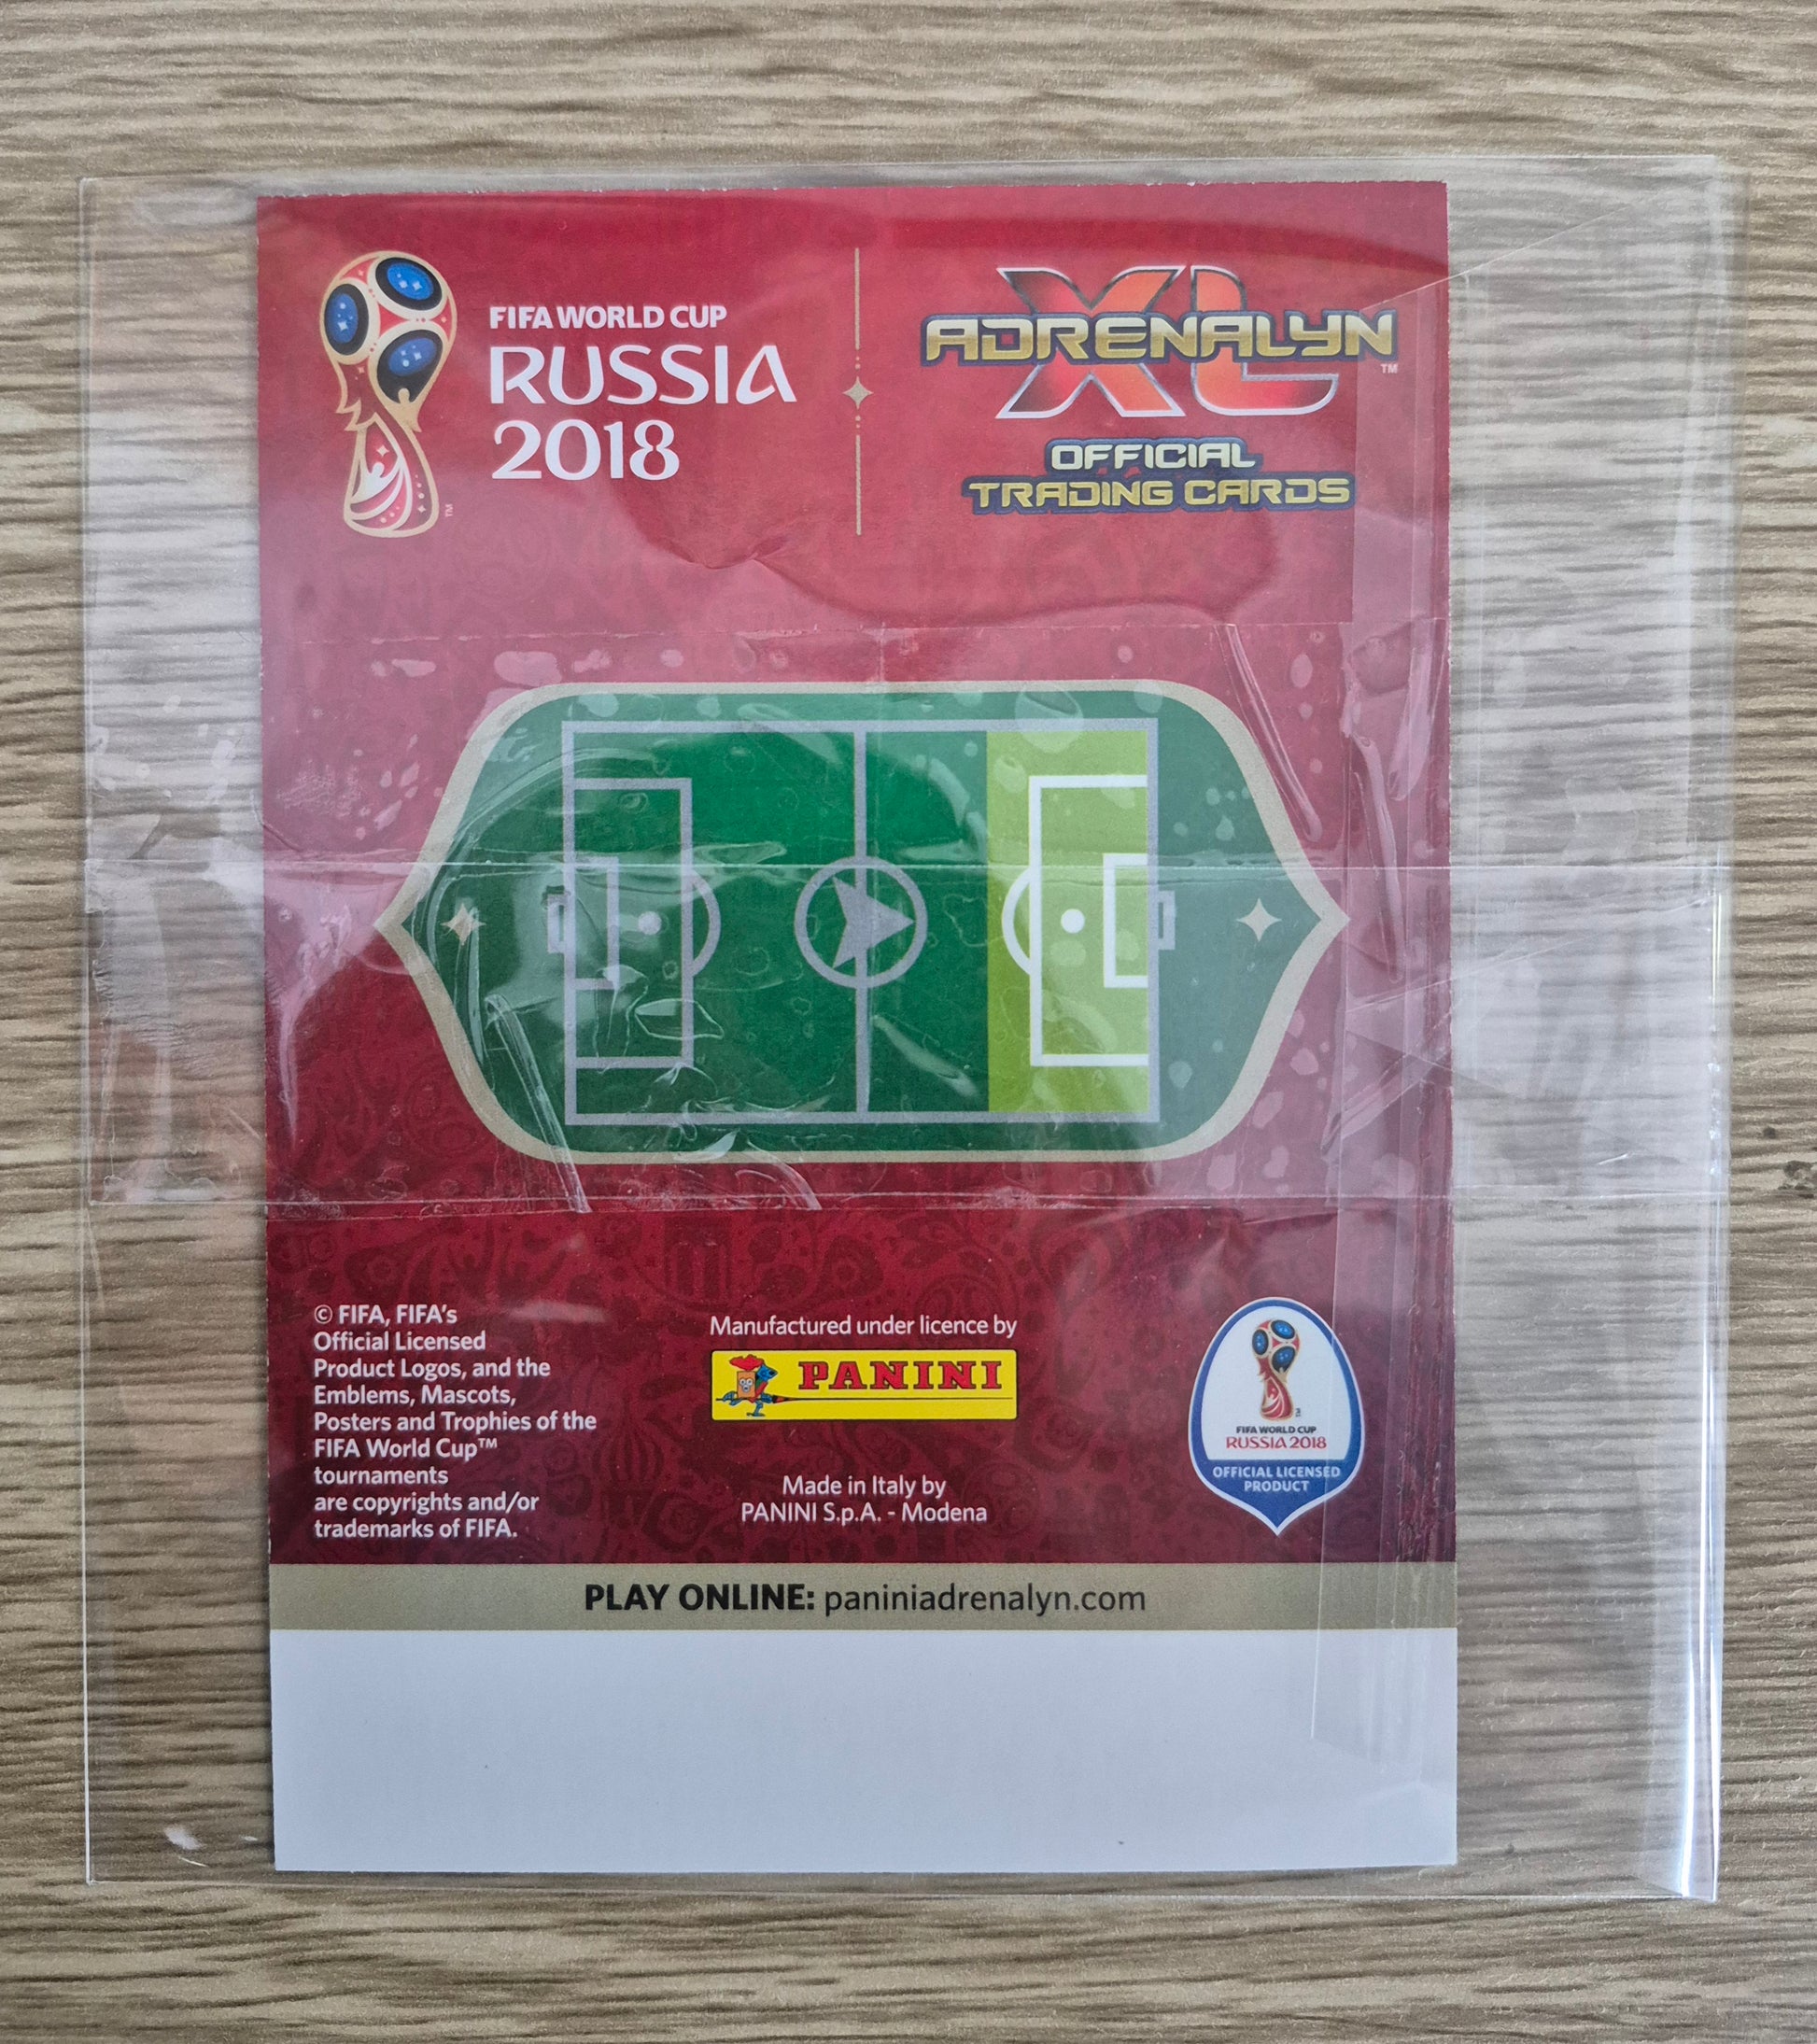 FIFA WORLD CUP
RUSSIA
2018
TM
ADRENALYN
XL
TM
OFFICIAL
TRADING CARDS
© FIFA, FIFA's
Official Licensed
Product Logos, and the
Emblems, Mascots,
Posters and Trophies of the
FIFA World Cup™
tournaments
are copyrights and/or
trademarks of FIFA.
Manufactured under licence by
PANINI
Made in Italy by
PANINI S.p.A. - Modena
FIFA WORLD CUP
RUSSIA 2018
OFFICIAL LICENSED
PRODUCT
PLAY ONLINE: paniniadrenalyn.com